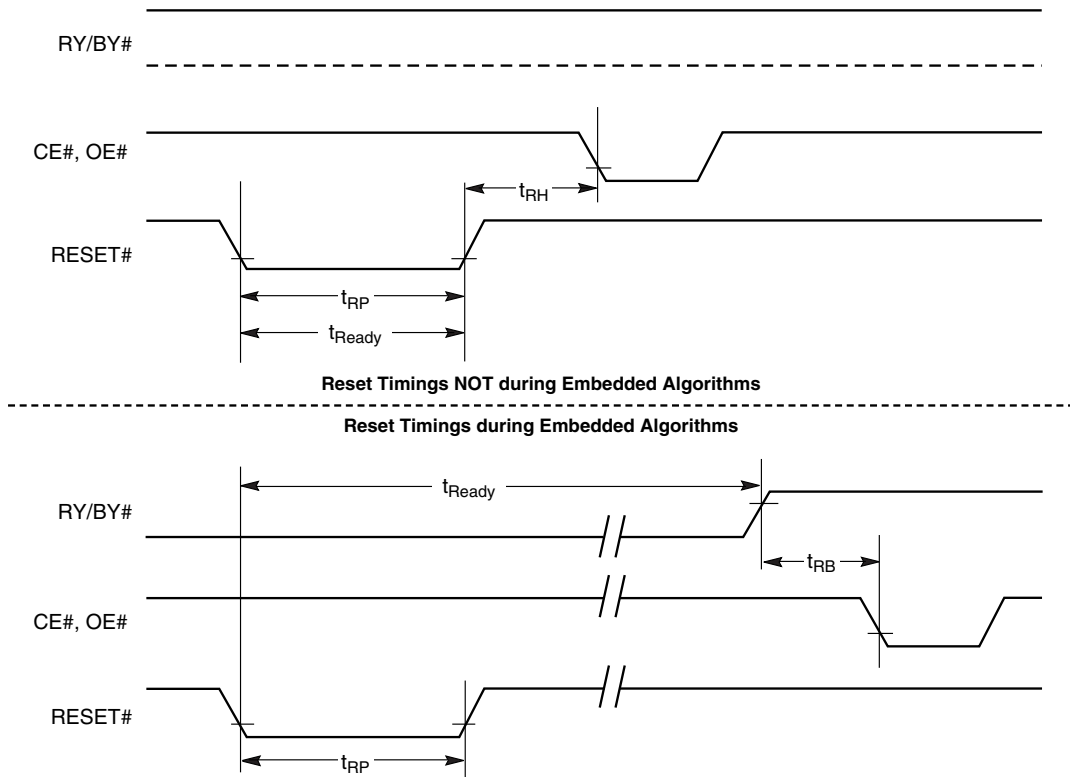 RY/BY#
CE#, OE#
tRH
RESET#
tRP
tReady
Reset Timings NOT during Embedded Algorithms
Reset Timings during Embedded Algorithms
tReady
RY/BY#
tRB
CE#, OE#
RESET#
tRP